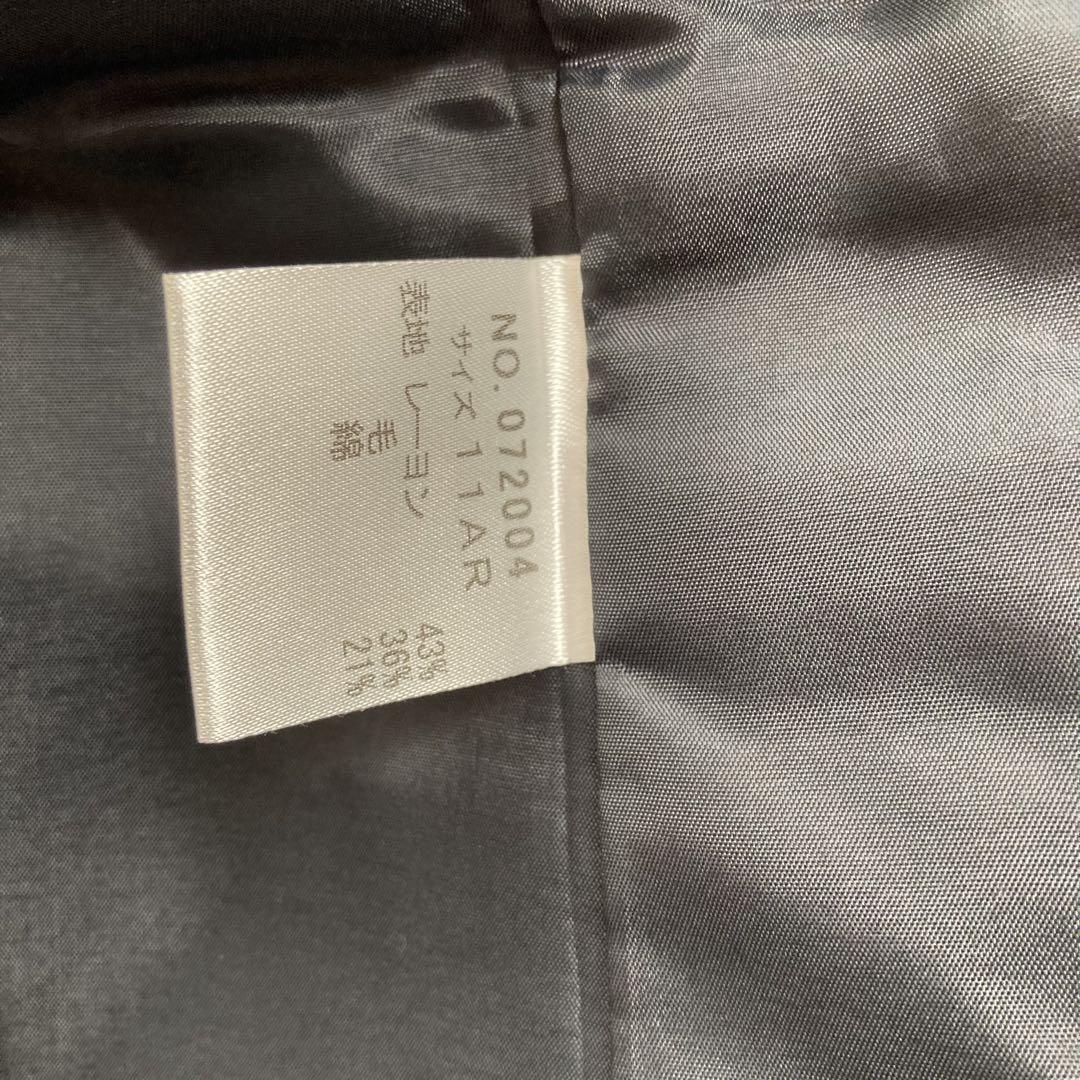 NO. 072004
サイズ 11AR
表地 レーヨン 43%
毛 36%
綿 21%